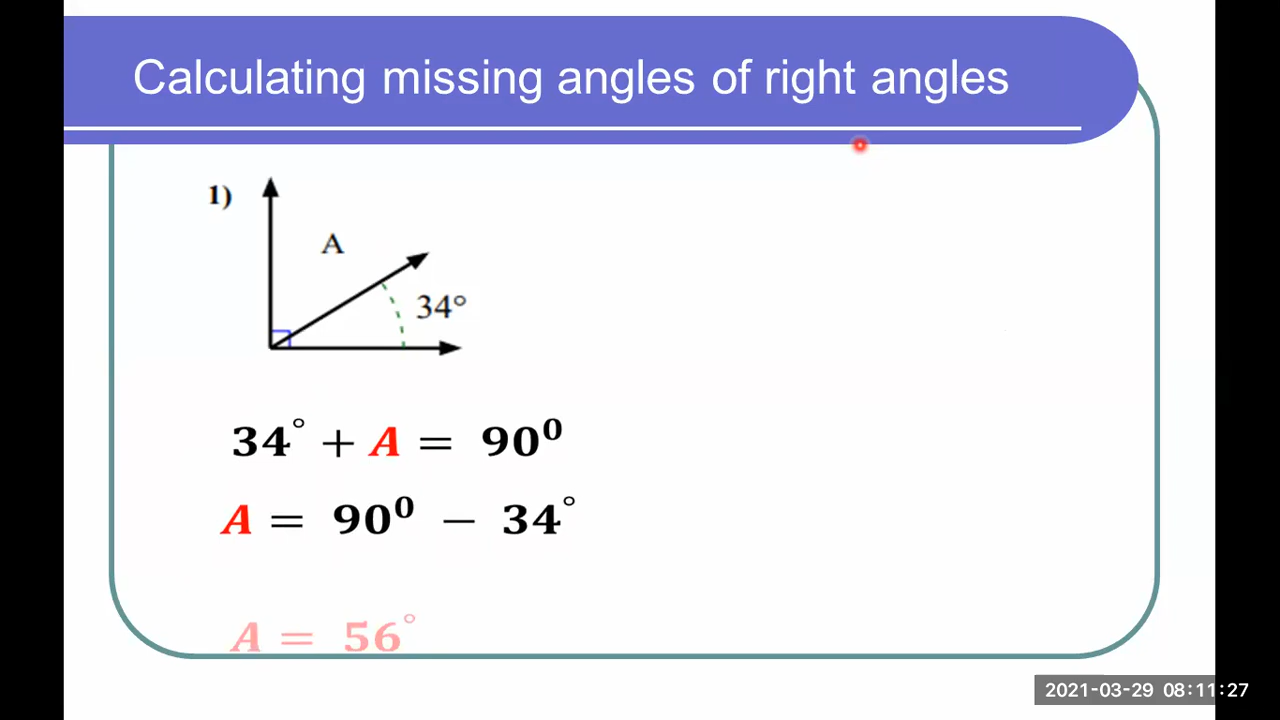 Calculating missing angles of right angles
1)
A
34°
34° + A = 90⁰
A = 90⁰ − 34°
A = 56°
2021-03-29 08:11:27